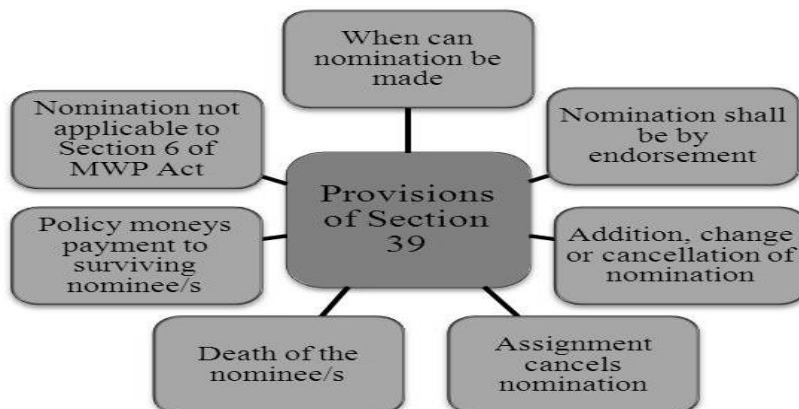 When can
nomination be
made
Nomination shall
be by
endorsement
Addition, change
or cancellation of
nomination
Assignment
cancels
nomination
Death of the
nominee/s
Policy moneys
payment to
surviving
nominee/s
Nomination not
applicable to
Section 6 of
MWP Act
Provisions
of Section
39